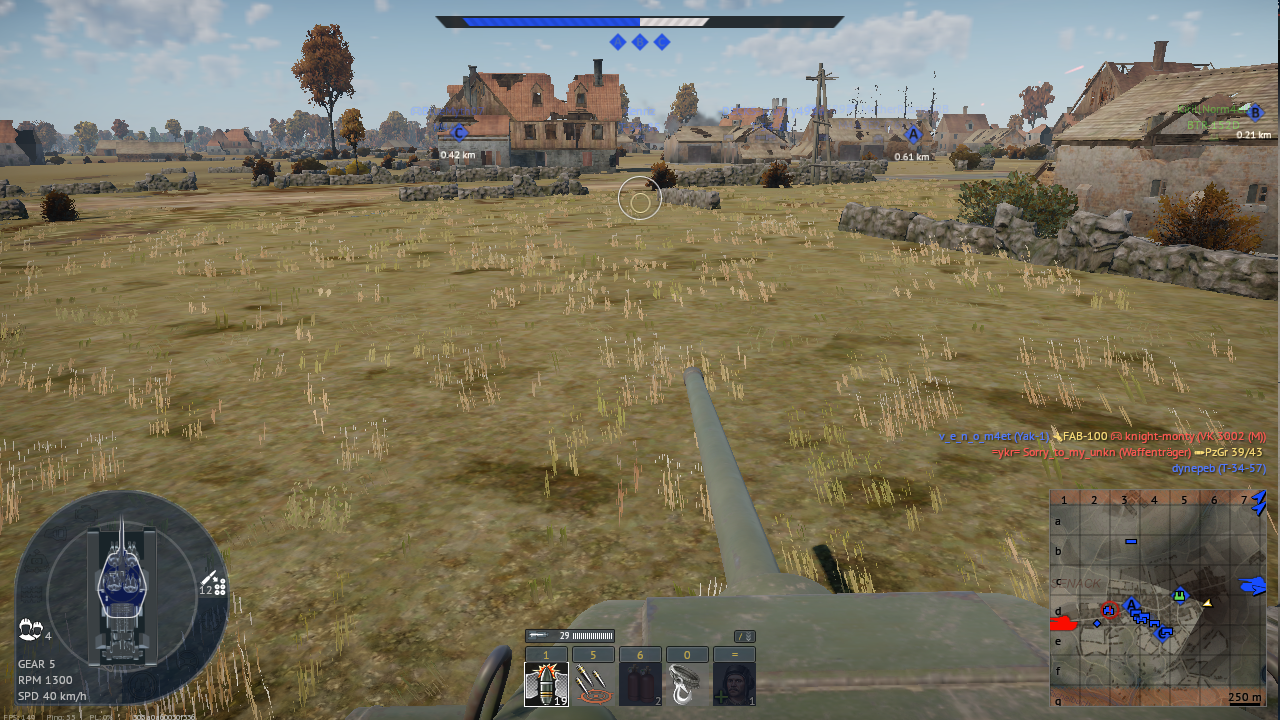 C
0.42 km
A
0.61 km
B
0.21 km
v_e_n_o_m4et (Yak-1) FAB-100 knight-monty (VK 3002 (M))
=ykr= Sorry_to_my_unkn (Waffenträger) PzGr 39/43
dynepeb (T-34-57)
1 2 3 4 5 6 7
a
b
c
d
e
f
g
A
C
250 m
12
4
GEAR 5
RPM 1300
SPD 40 km/h
29
1 5 6 0 =
19 2 1